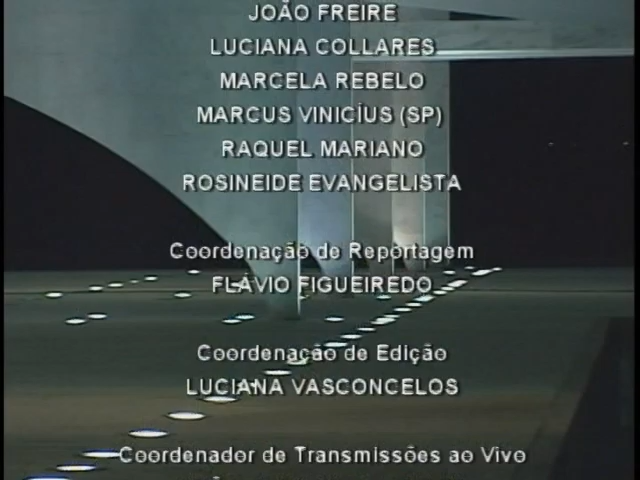 JOÃO FREIRE
LUCIANA COLLARES
MARCELA REBELO
MARCUS VINICÍUS (SP)
RAQUEL MARIANO
ROSINEIDE EVANGELISTA
Coordenação de Reportagem
FLÁVIO FIGUEIREDO
Coordenação de Edição
LUCIANA VASCONCELOS
Coordenador de Transmissões ao Vivo